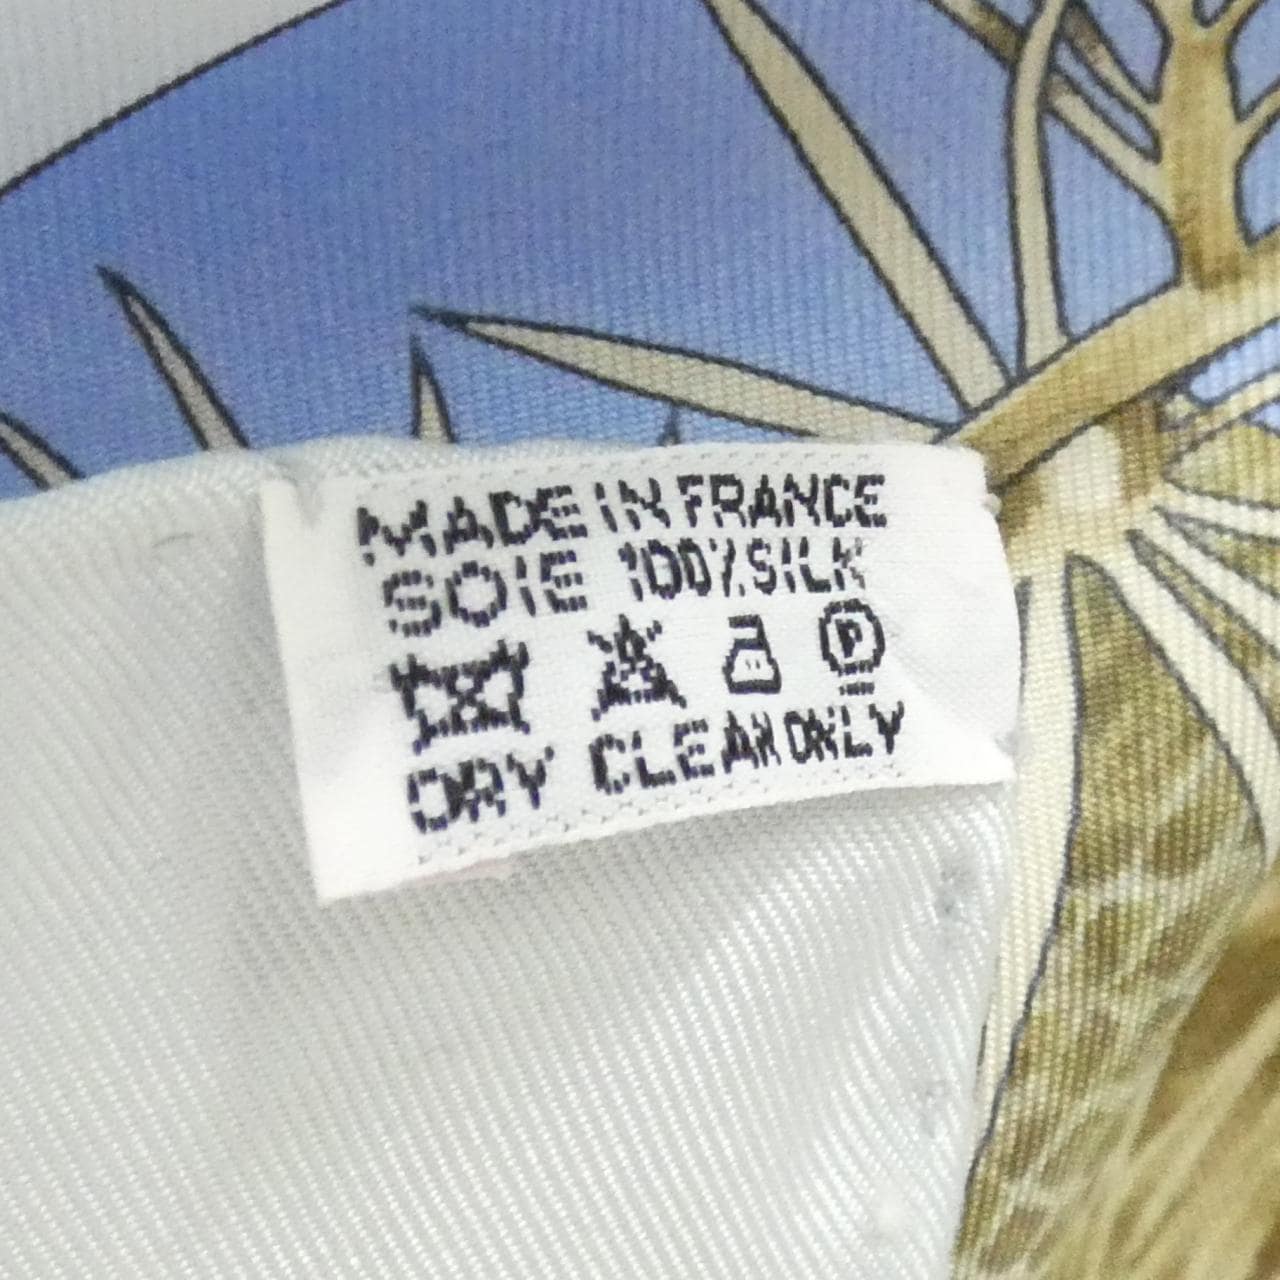 MADE IN FRANCE
SOIE 100% SILK
P
DRY CLEAN ONLY